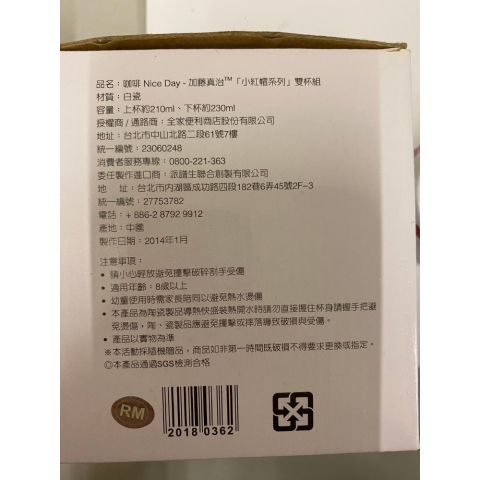 品名：咖啡 Nice Day - 加藤真治™「小紅帽系列」雙杯組
材質：白瓷
容量：上杯約210ml、下杯約230ml
授權商 / 通路商：全家便利商店股份有限公司
地址：台北市中山北路二段61號7樓
統一編號：23060248
消費者服務專線：0800-221-363
委任製作進口商：派譜生聯合創製有限公司
地　址：台北市內湖區成功路四段182巷6弄45號2F-3
統一編號：27753782
電話：+ 886-2 8792 9912
產地：中國
製作日期：2014年1月
注意事項：
• 請小心輕放避免撞擊破碎割手受傷
• 適用年齡：8歲以上
• 幼童使用時需家長陪同以避免熱水燙傷
• 本產品為陶瓷製品導熱快盛裝熱開水時請勿直接握住杯身請握手把避
免燙傷，陶、瓷製品應避免撞擊或摔落導致破損與受傷。
• 產品以實物為準
※本活動採隨機贈品，商品如非第一時間既破損不得要求更換或指定。
◎本產品通過SGS檢測合格
RM
2018 0362